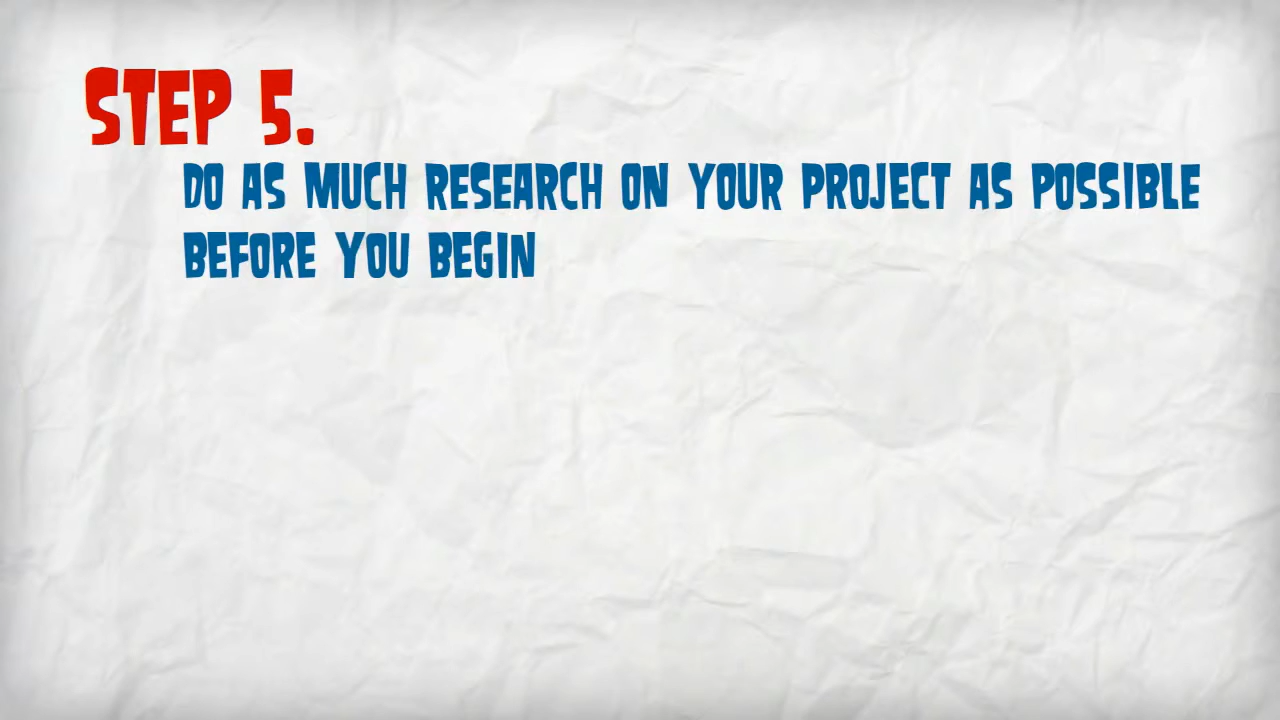 STEP 5.
DO AS MUCH RESEARCH ON YOUR PROJECT AS POSSIBLE
BEFORE YOU BEGIN